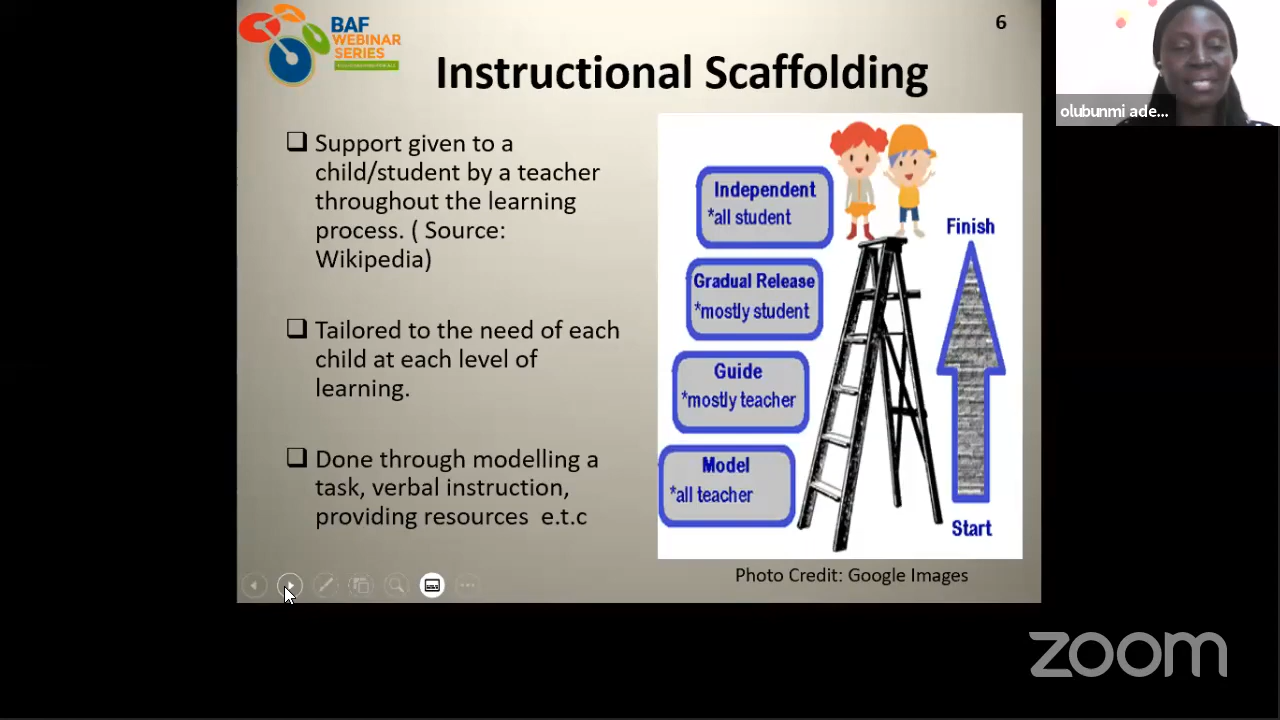 BAF
WEBINAR
SERIES
6
Instructional Scaffolding
olubunmi ade...
❑ Support given to a
child/student by a teacher
throughout the learning
process. ( Source:
Wikipedia)
❑ Tailored to the need of each
child at each level of
learning.
❑ Done through modelling a
task, verbal instruction,
providing resources e.t.c
Independent
*all student
Gradual Release
*mostly student
Guide
*mostly teacher
Model
*all teacher
Finish
Start
Photo Credit: Google Images
zoom